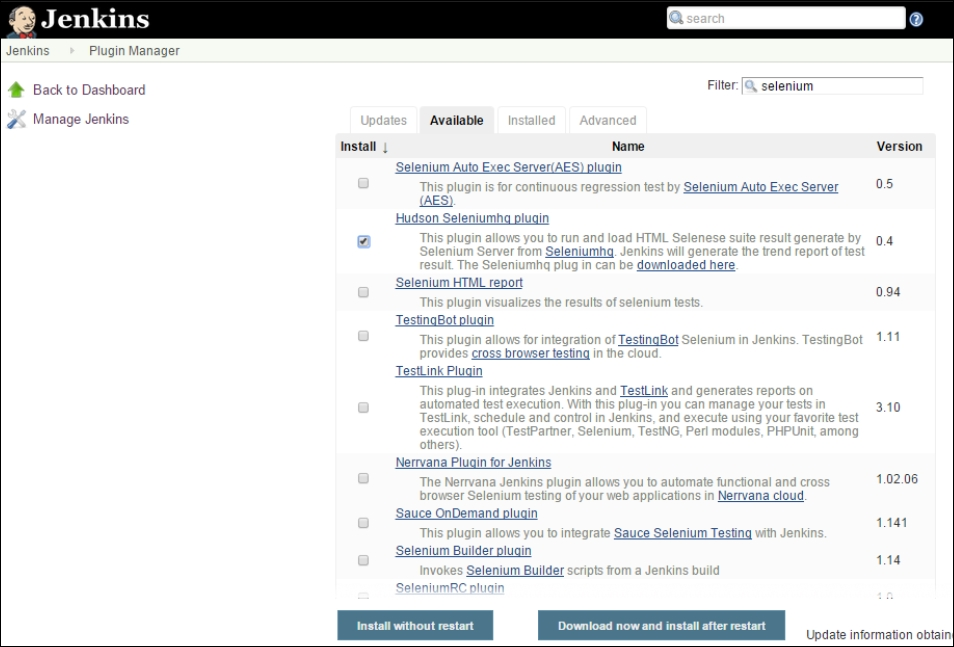 Jenkins
search
Jenkins
Plugin Manager
Back to Dashboard
Manage Jenkins
Filter: selenium
Updates
Available
Installed
Advanced
Install ↓
Name
Version
Selenium Auto Exec Server(AES) plugin
This plugin is for continuous regression test by Selenium Auto Exec Server
(AES).
0.5
Hudson Seleniumhq plugin
This plugin allows you to run and load HTML Selenese suite result generate by
Selenium Server from Seleniumhq. Jenkins will generate the trend report of test
result. The Seleniumhq plug in can be downloaded here.
0.4
Selenium HTML report
This plugin visualizes the results of selenium tests.
0.94
TestingBot plugin
This plugin allows for integration of TestingBot Selenium in Jenkins. TestingBot
provides cross browser testing in the cloud.
1.11
TestLink Plugin
This plug-in integrates Jenkins and TestLink and generates reports on
automated test execution. With this plug-in you can manage your tests in
TestLink, schedule and control in Jenkins, and execute using your favorite test
execution tool (TestPartner, Selenium, TestNG, Perl modules, PHPUnit, among
others).
3.10
Nerrvana Plugin for Jenkins
The Nerrvana Jenkins plugin allows you to automate functional and cross
browser Selenium testing of your web applications in Nerrvana cloud.
1.02.06
Sauce OnDemand plugin
This plugin allows you to integrate Sauce Selenium Testing with Jenkins.
1.141
Selenium Builder plugin
Invokes Selenium Builder scripts from a Jenkins build
1.14
SeleniumRC plugin
Install without restart
Download now and install after restart
Update information obtain